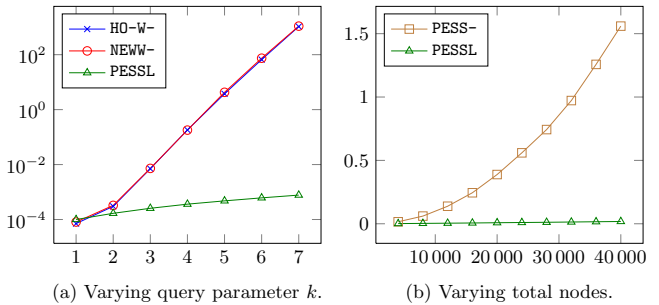 HO-W-
NEWW-
PESSL
10^2
10^0
10^-2
10^-4
1 2 3 4 5 6 7
(a) Varying query parameter k.
PESS-
PESSL
1.5
1
0.5
0
10 000 20 000 30 000 40 000
(b) Varying total nodes.